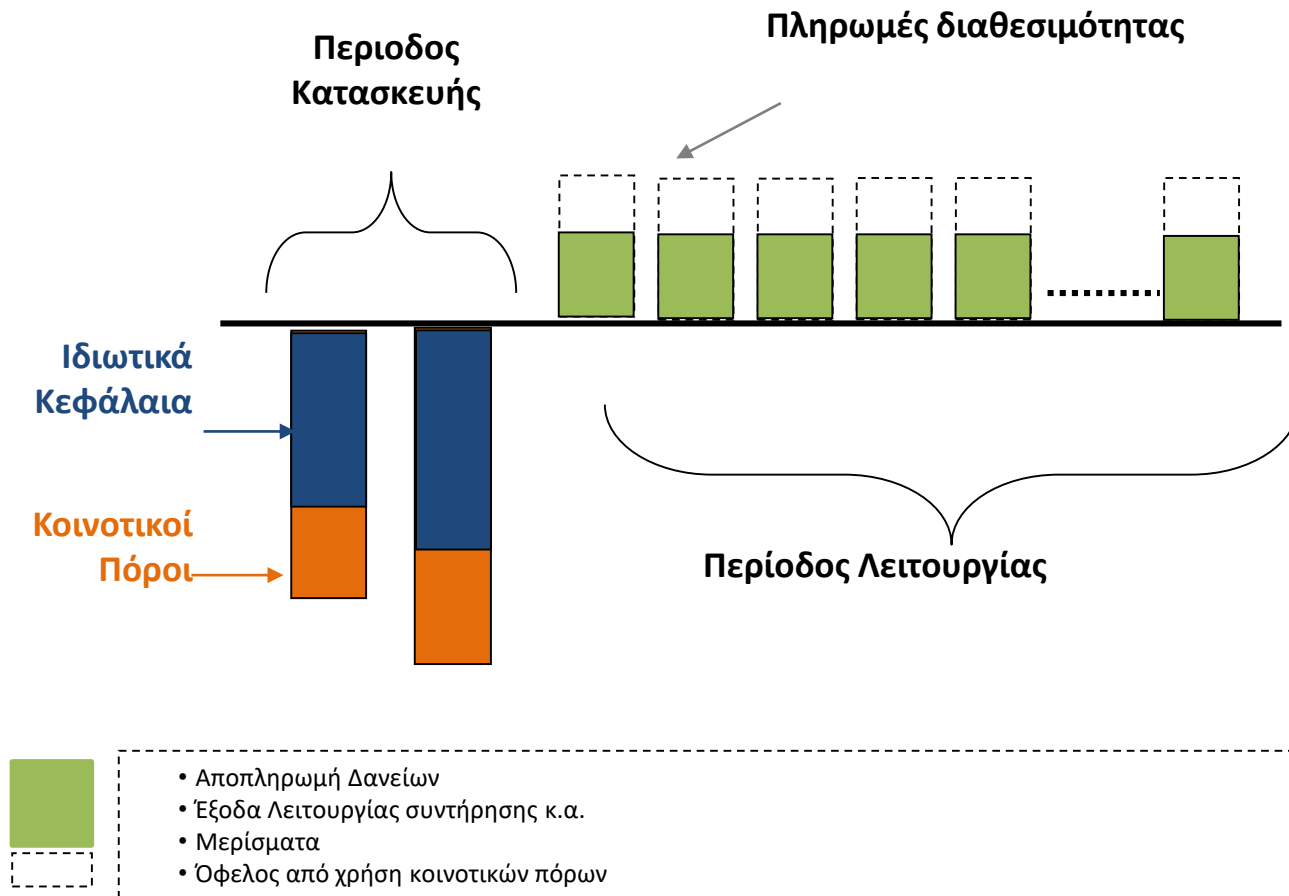 Πληρωμές διαθεσιμότητας
Περιοδος
Κατασκευής
Ιδιωτικά
Κεφάλαια
Κοινοτικοί
Πόροι
Περίοδος Λειτουργίας
• Αποπληρωμή Δανείων
• Έξοδα Λειτουργίας συντήρησης κ.α.
• Μερίσματα
• Όφελος από χρήση κοινοτικών πόρων